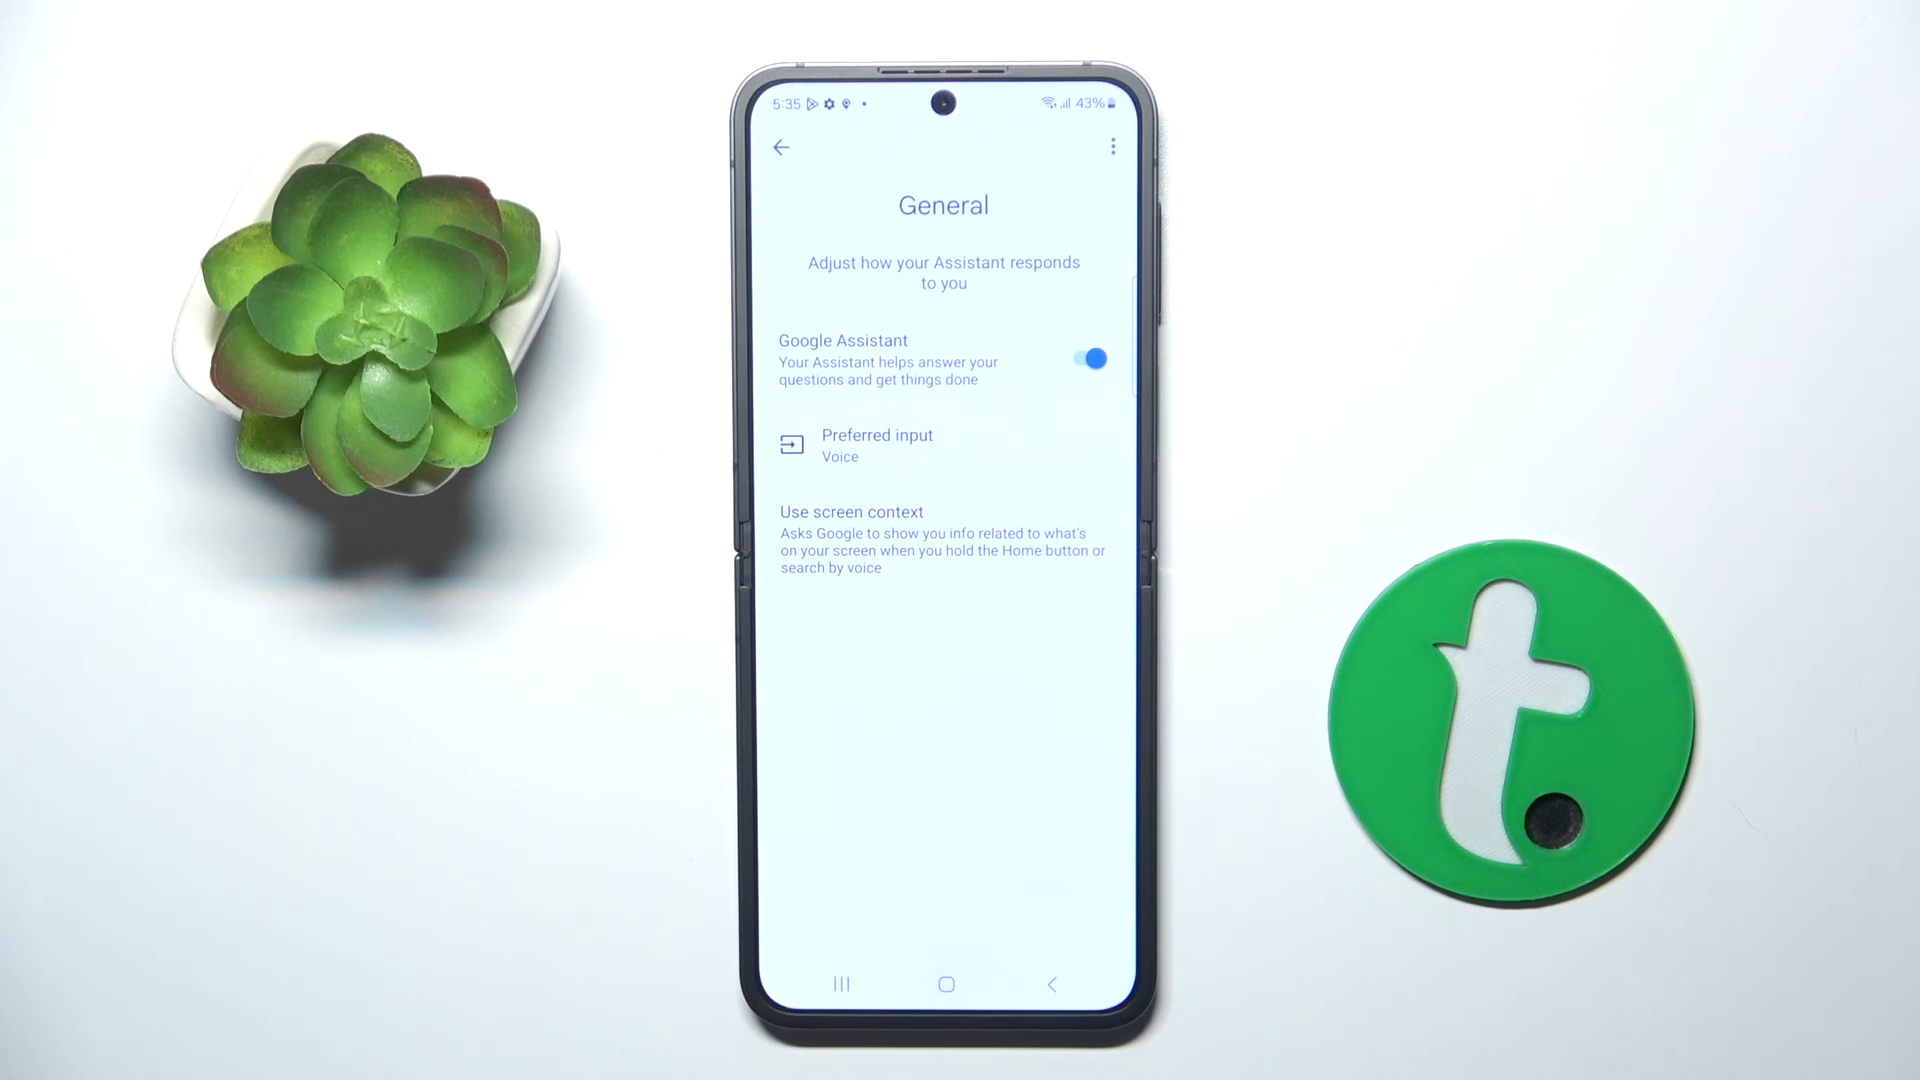 5:35
43%
General
Adjust how your Assistant responds
to you
Google Assistant
Your Assistant helps answer your
questions and get things done
Preferred input
Voice
Use screen context
Asks Google to show you info related to what's
on your screen when you hold the Home button or
search by voice
t